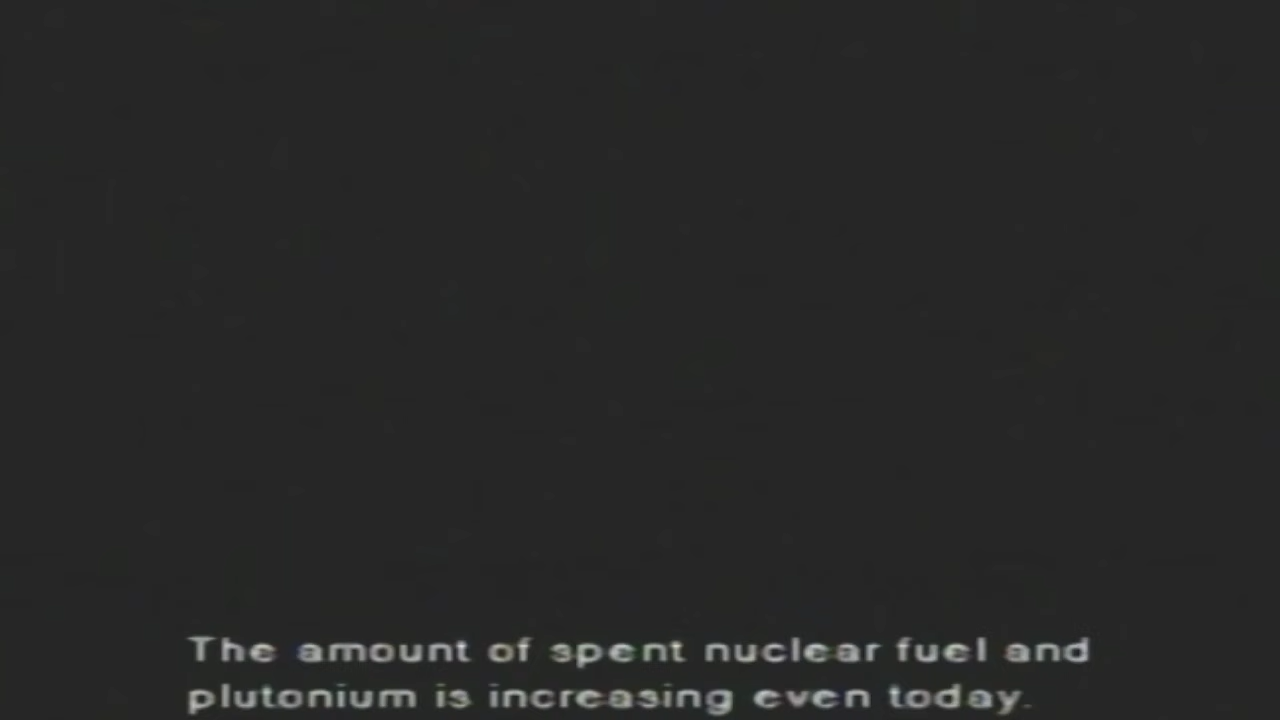 The amount of spent nuclear fuel and
plutonium is increasing even today.